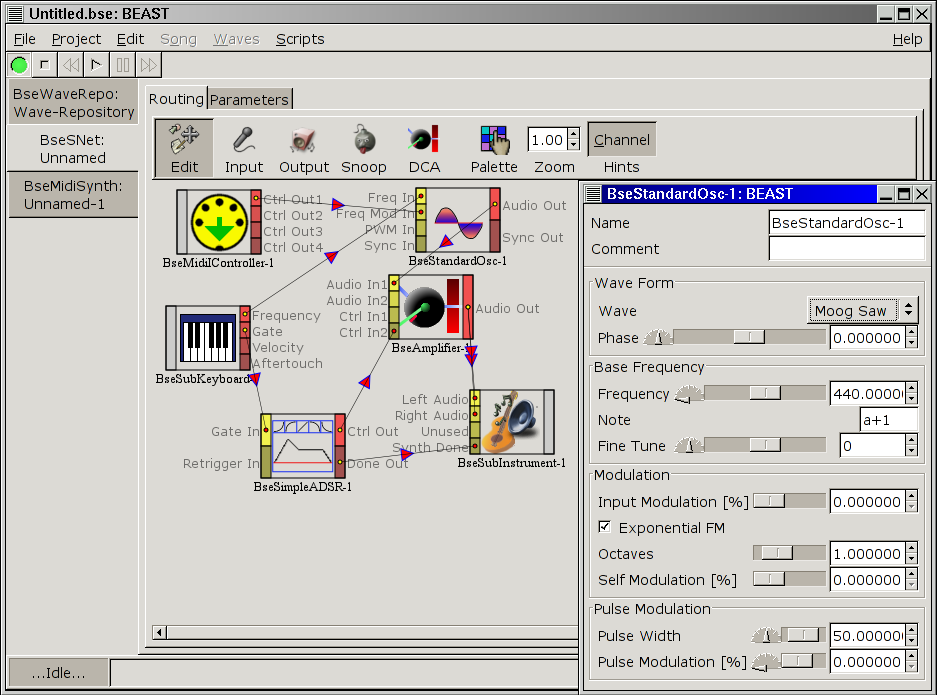 Untitled.bse: BEAST
File Project Edit Song Waves Scripts Help
BseWaveRepo:
Wave-Repository
BseSNet:
Unnamed
BseMidiSynth:
Unnamed-1
Routing Parameters
Edit Input Output Snoop DCA Palette 1.00 Zoom Channel Hints
Ctrl Out1
Ctrl Out2
Ctrl Out3
Ctrl Out4
BseMidiIController-1
Freq In
Freq Mod In
PWM In
Sync In
Audio Out
Sync Out
BseStandardOsc-1
Audio In1
Audio In2
Ctrl In1
Ctrl In2
Audio Out
BseAmplifier-1
Frequency
Gate
Velocity
Aftertouch
BseSubKeyboard
Left Audio
Right Audio
Unused
Synth Done
BseSubInstrument-1
Gate In
Retrigger In
Ctrl Out
Done Out
BseSimpleADSR-1
...Idle...
BseStandardOsc-1: BEAST
Name BseStandardOsc-1
Comment
Wave Form
Wave Moog Saw
Phase 0.000000
Base Frequency
Frequency 440.0000
Note a+1
Fine Tune 0
Modulation
Input Modulation [%] 0.000000
Exponential FM
Octaves 1.000000
Self Modulation [%] 0.000000
Pulse Modulation
Pulse Width 50.00000
Pulse Modulation [%] 0.000000